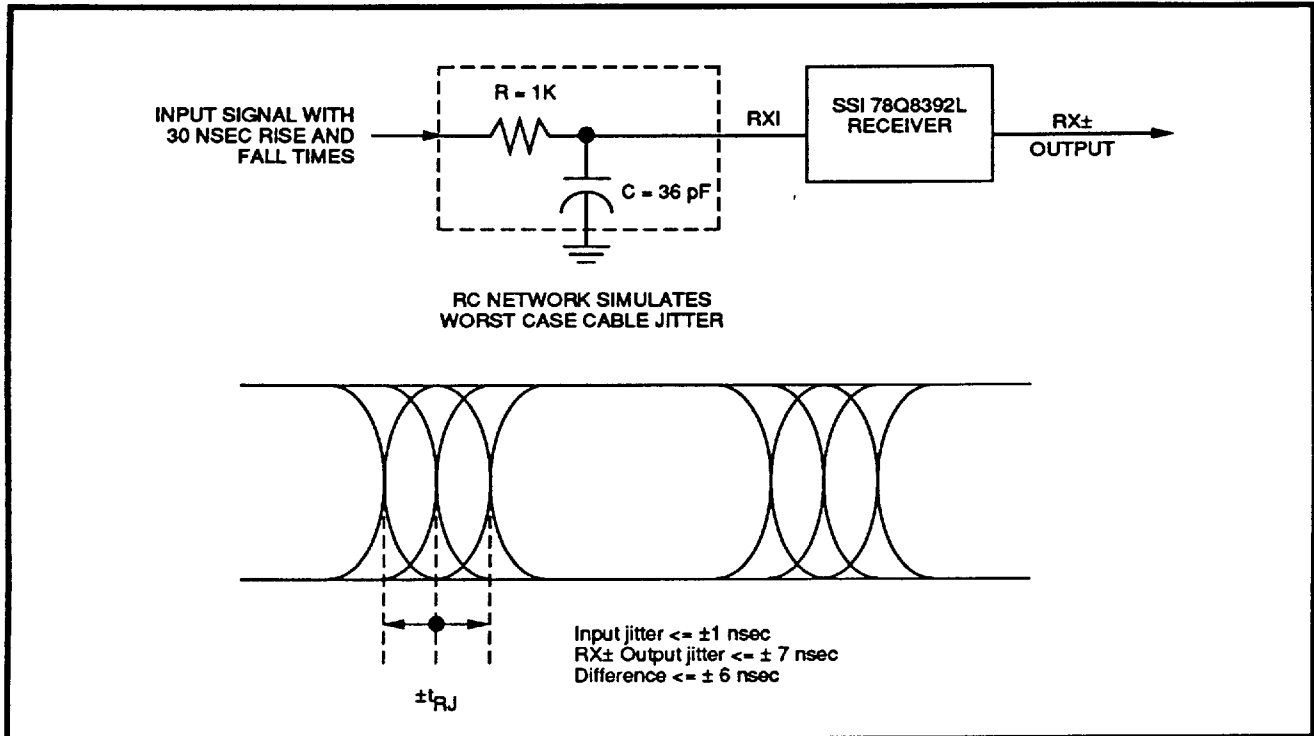 R = 1K
INPUT SIGNAL WITH
30 NSEC RISE AND
FALL TIMES
RXI
SSI 78Q8392L
RECEIVER
RX±
OUTPUT
C = 36 pF
RC NETWORK SIMULATES
WORST CASE CABLE JITTER
Input jitter <= ±1 nsec
RX± Output jitter <= ± 7 nsec
Difference <= ± 6 nsec
±tRJ